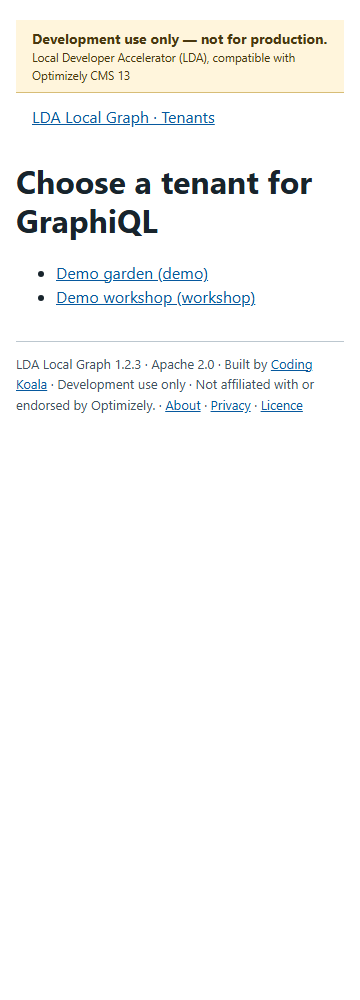 Development use only — not for production.
Local Developer Accelerator (LDA), compatible with
Optimizely CMS 13
LDA Local Graph · Tenants
Choose a tenant for
GraphiQL
Demo garden (demo)
Demo workshop (workshop)
LDA Local Graph 1.2.3 · Apache 2.0 · Built by Coding
Koala · Development use only · Not affiliated with or
endorsed by Optimizely. · About · Privacy · Licence